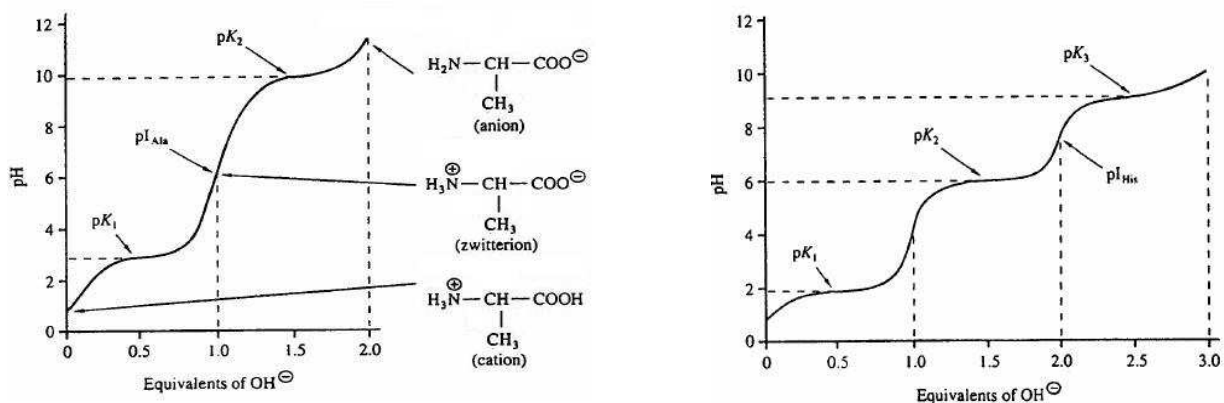 12
10
8
6
4
2
0
pH
0
0.5
1.0
1.5
2.0
Equivalents of OH⊖
pK₁
pI_Ala
pK₂
H₂N—CH—COO⊖
CH₃
(anion)
⊕
H₃N—CH—COO⊖
CH₃
(zwitterion)
⊕
H₃N—CH—COOH
CH₃
(cation)
12
10
8
6
4
2
0
pH
0
0.5
1.0
1.5
2.0
2.5
3.0
Equivalents of OH⊖
pK₁
pK₂
pK₃
pI_His